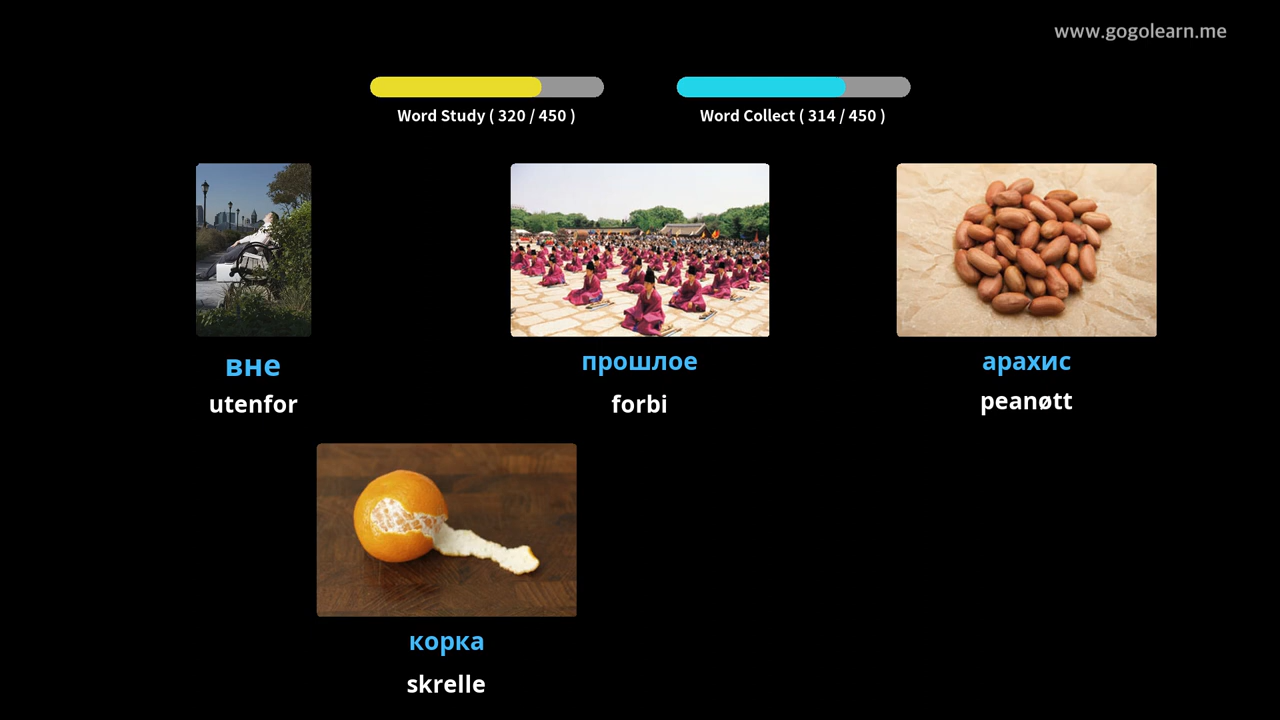 www.gogolearn.me
Word Study ( 320 / 450 )
Word Collect ( 314 / 450 )
вне
utenfor
прошлое
forbi
арахис
peanøtt
корка
skrelle